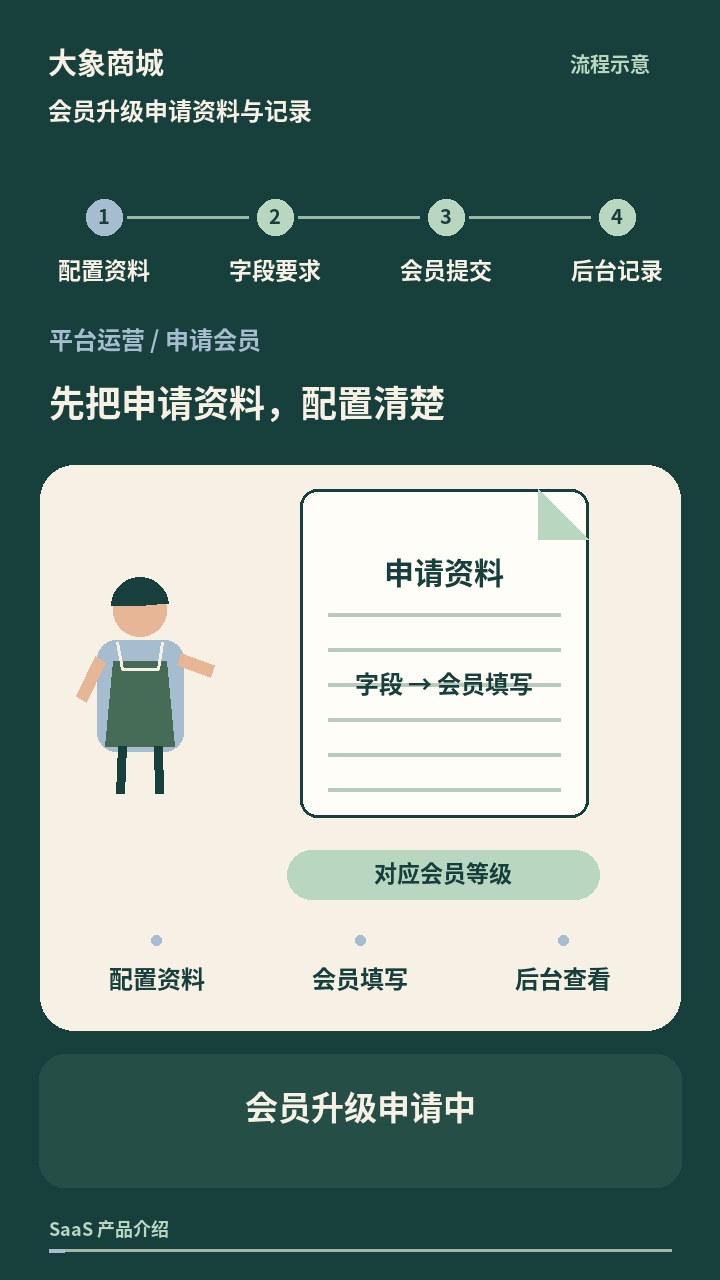 大象商城
流程示意
会员升级申请资料与记录
1 2 3 4
配置资料 字段要求 会员提交 后台记录
平台运营 / 申请会员
先把申请资料，配置清楚
申请资料
字段 → 会员填写
对应会员等级
配置资料 会员填写 后台查看
会员升级申请中
SaaS 产品介绍